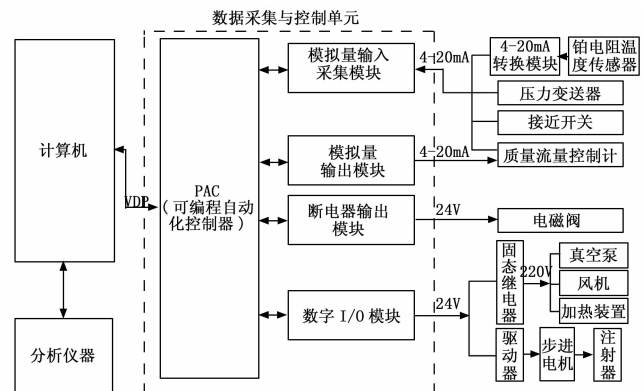 数据采集与控制单元
计算机
分析仪器
VDP
PAC
(可编程自动
化控制器)
模拟量输入
采集模块
模拟量
输出模块
断电器输出
模块
数字 I/O 模块
4-20mA
4-20mA
24V
24V
4-20mA
转换模块
铂电阻温
度传感器
压力变送器
接近开关
质量流量控制计
电磁阀
固态继电器
220V
真空泵
风机
加热装置
驱动器
步进
电机
注射器